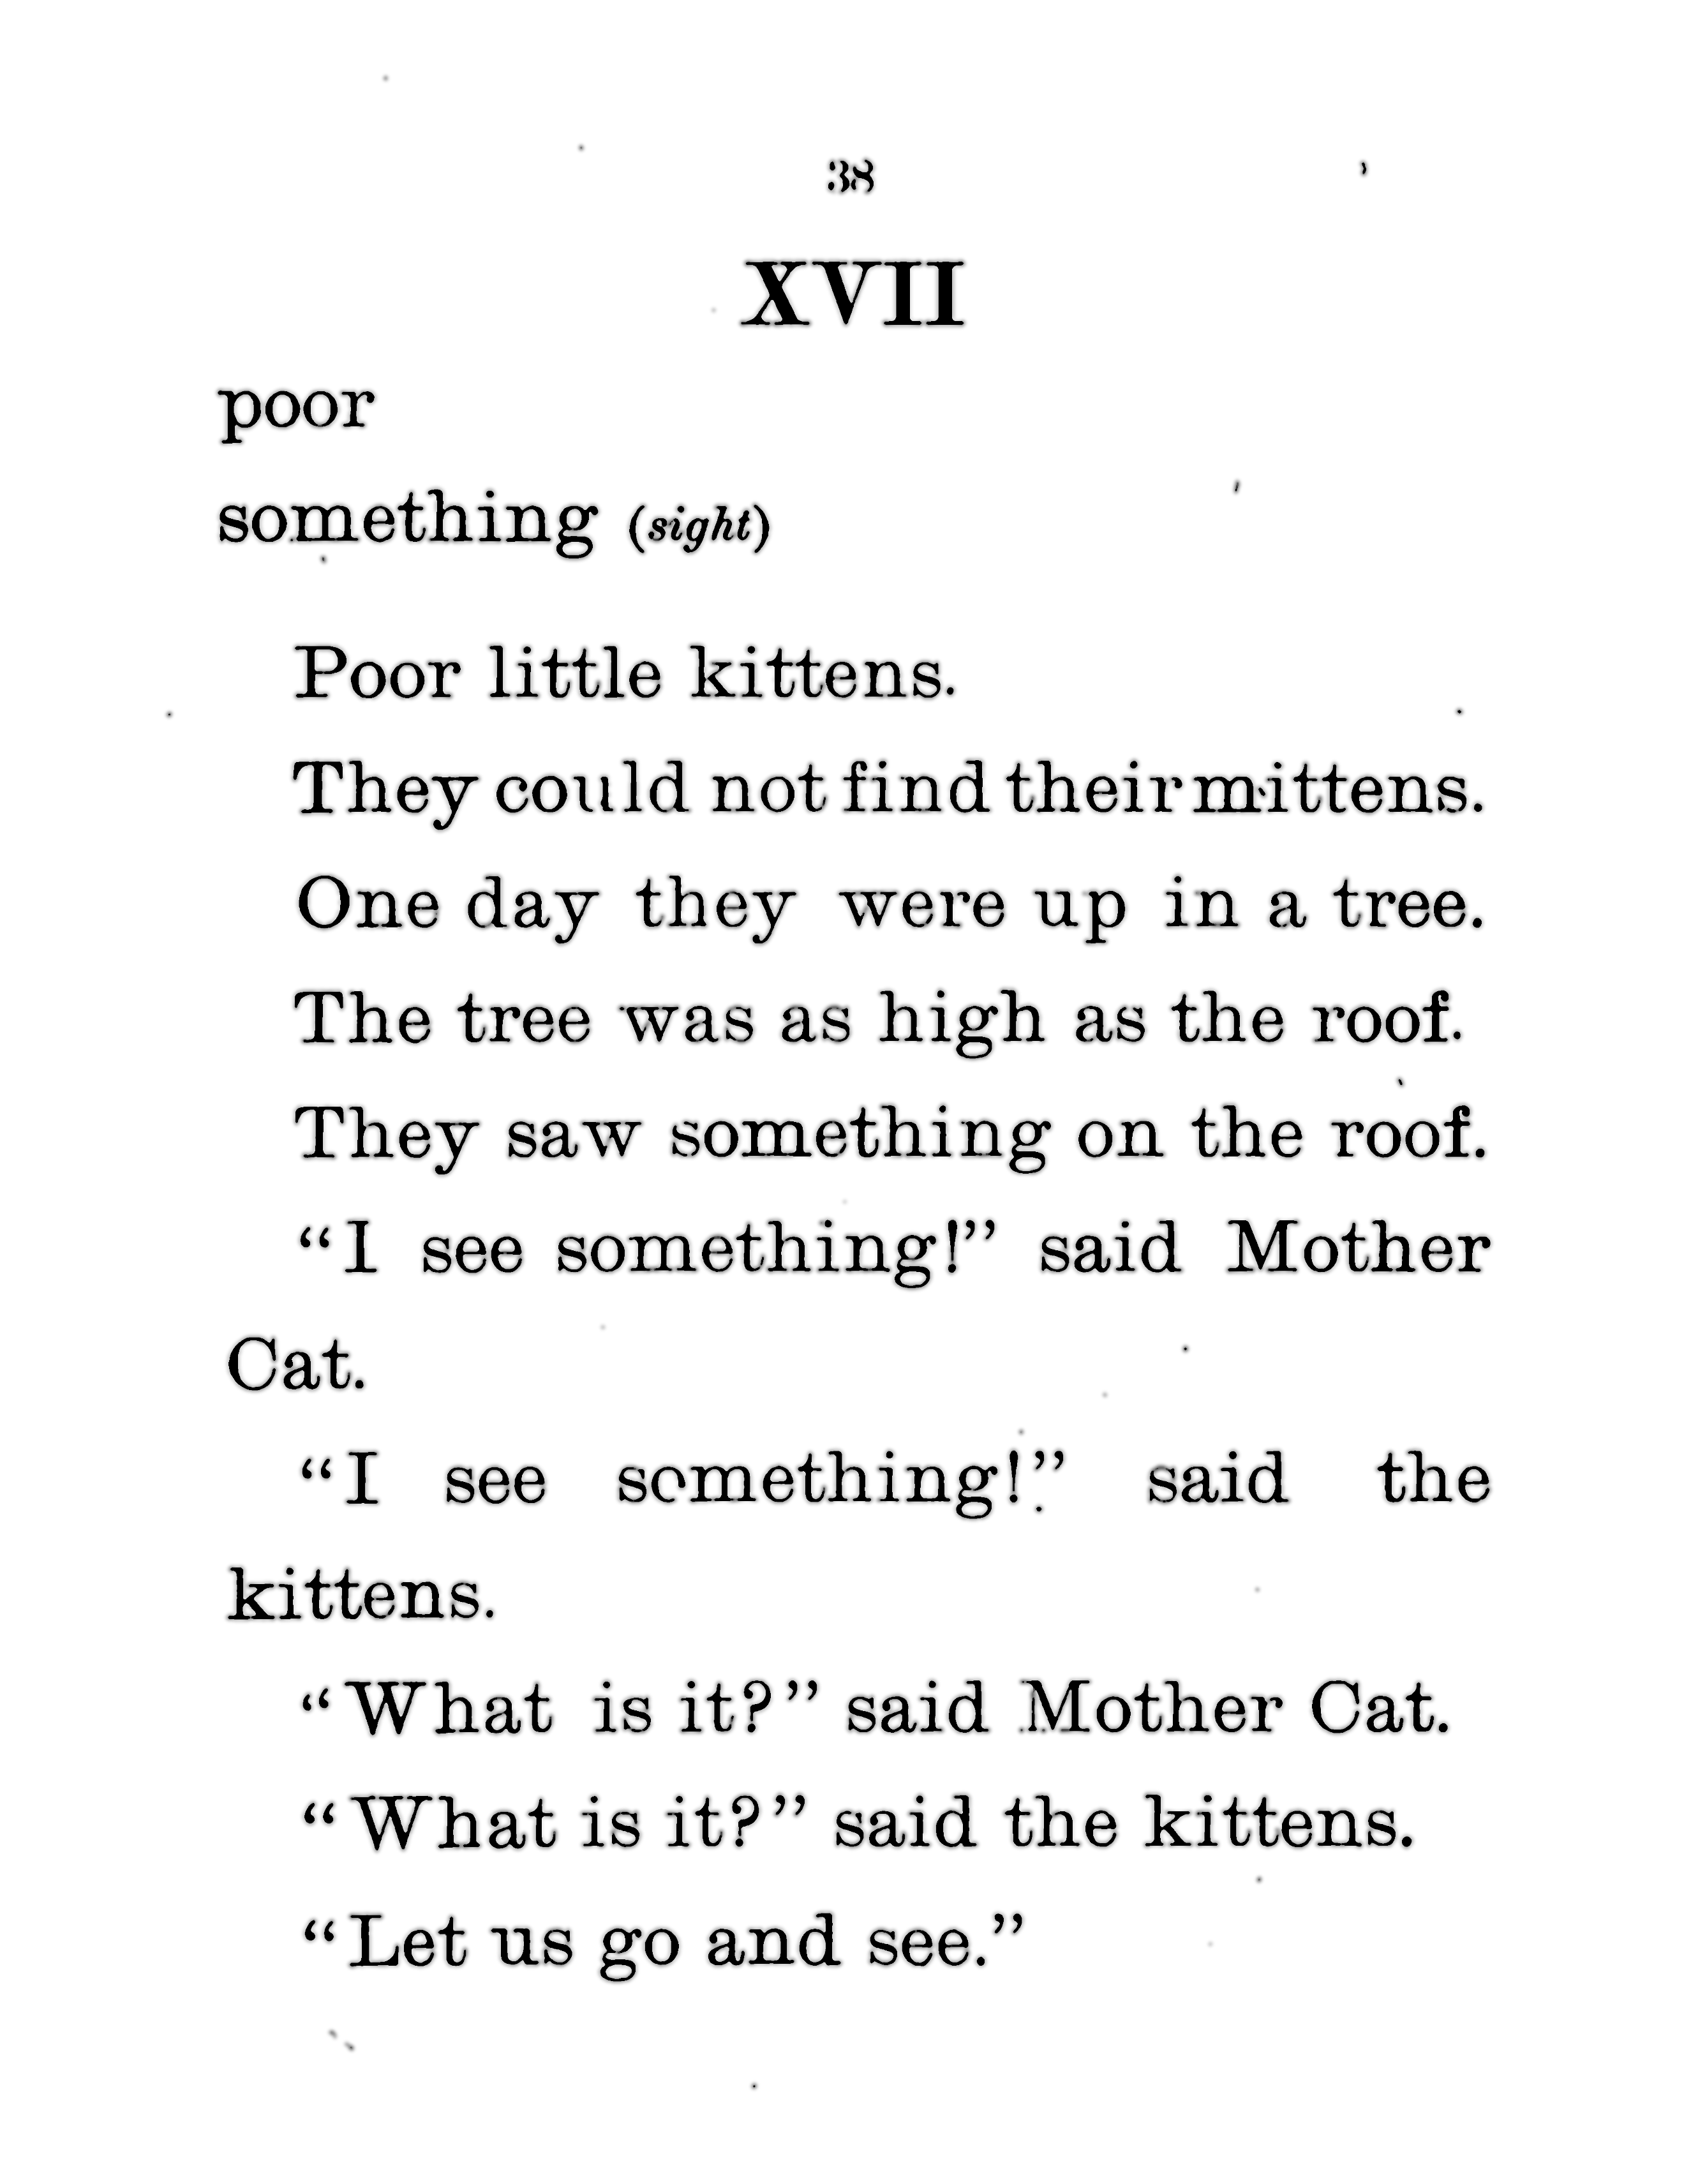 38
XVII
poor
something (sight)
Poor little kittens.
They could not find their mittens.
One day they were up in a tree.
The tree was as high as the roof.
They saw something on the roof.
“I see something!” said Mother
Cat.
“I see something!” said the
kittens.
“What is it?” said Mother Cat.
“What is it?” said the kittens.
“Let us go and see.”